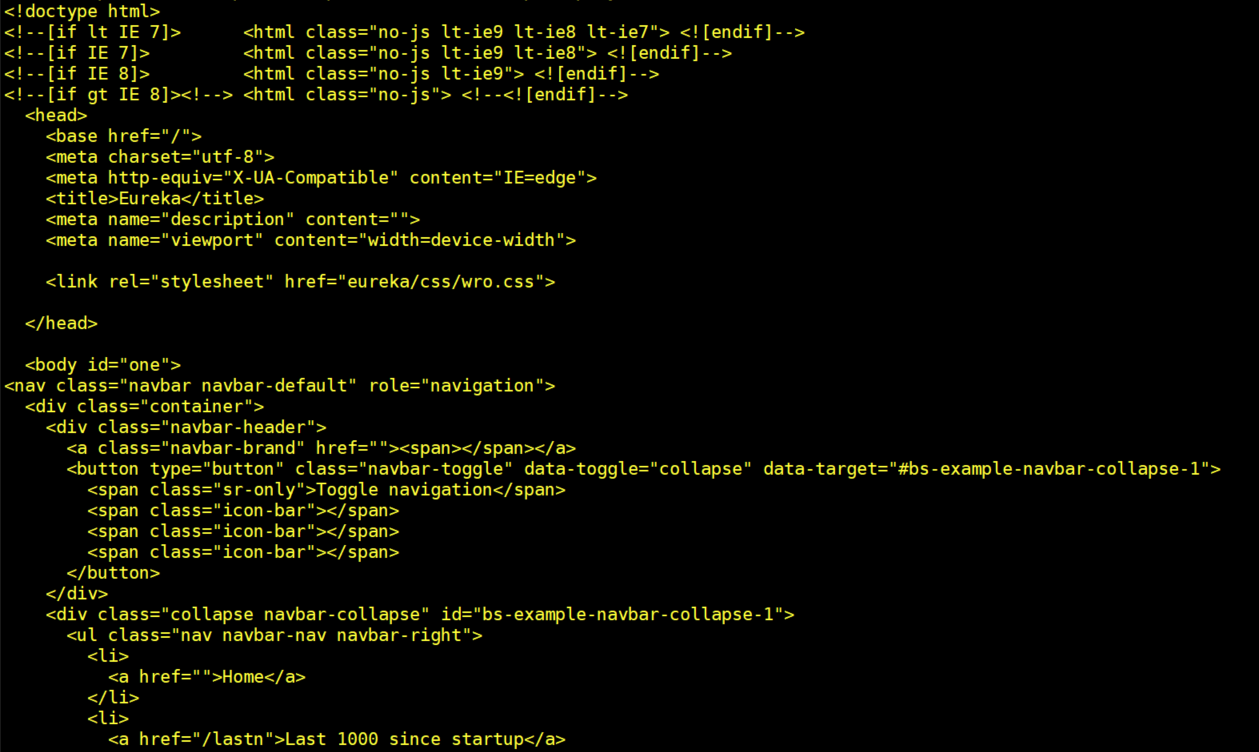 <!doctype html>
<!--[if lt IE 7]>      <html class="no-js lt-ie9 lt-ie8 lt-ie7"> <![endif]-->
<!--[if IE 7]>         <html class="no-js lt-ie9 lt-ie8"> <![endif]-->
<!--[if IE 8]>         <html class="no-js lt-ie9"> <![endif]-->
<!--[if gt IE 8]><!--> <html class="no-js"> <!--<![endif]-->
  <head>
    <base href="/">
    <meta charset="utf-8">
    <meta http-equiv="X-UA-Compatible" content="IE=edge">
    <title>Eureka</title>
    <meta name="description" content="">
    <meta name="viewport" content="width=device-width">

    <link rel="stylesheet" href="eureka/css/wro.css">

  </head>

  <body id="one">
<nav class="navbar navbar-default" role="navigation">
  <div class="container">
    <div class="navbar-header">
      <a class="navbar-brand" href=""><span></span></a>
      <button type="button" class="navbar-toggle" data-toggle="collapse" data-target="#bs-example-navbar-collapse-1">
        <span class="sr-only">Toggle navigation</span>
        <span class="icon-bar"></span>
        <span class="icon-bar"></span>
        <span class="icon-bar"></span>
      </button>
    </div>
    <div class="collapse navbar-collapse" id="bs-example-navbar-collapse-1">
      <ul class="nav navbar-nav navbar-right">
        <li>
          <a href="">Home</a>
        </li>
        <li>
          <a href="/lastn">Last 1000 since startup</a>